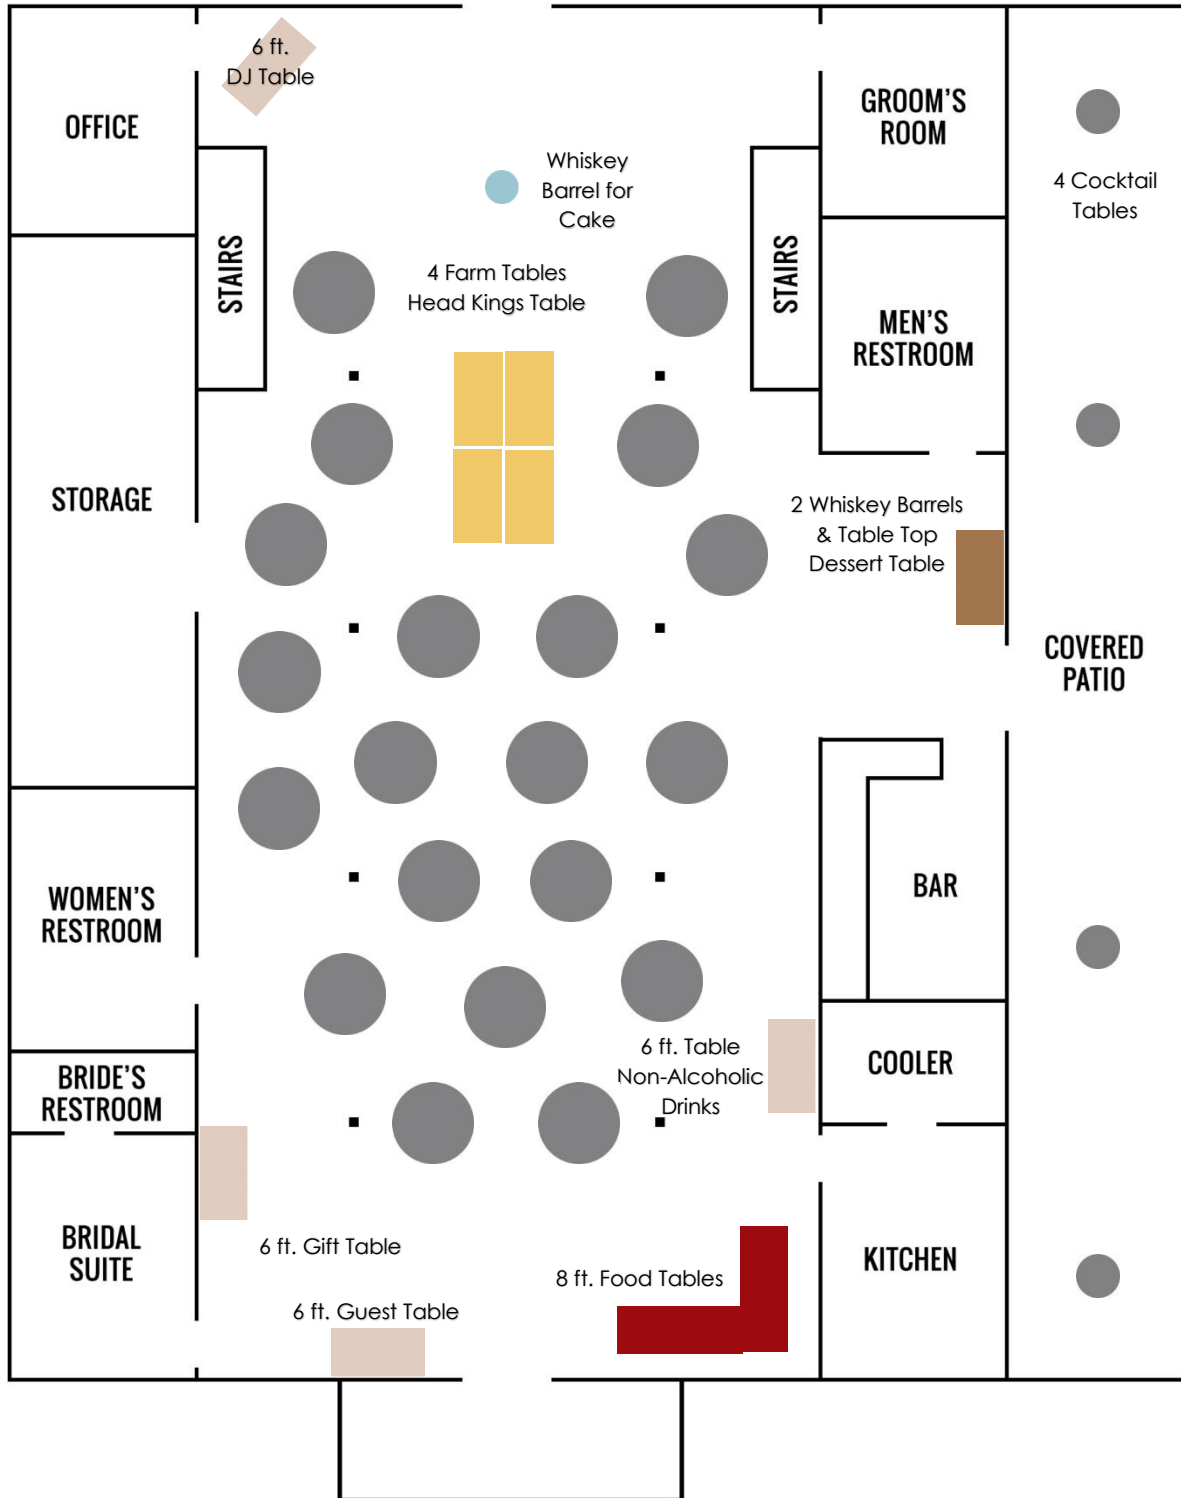 6 ft.
DJ Table
OFFICE
GROOM'S
ROOM
Whiskey
Barrel for
Cake
4 Cocktail
Tables
STAIRS
STAIRS
4 Farm Tables
Head Kings Table
MEN'S
RESTROOM
STORAGE
2 Whiskey Barrels
& Table Top
Dessert Table
COVERED
PATIO
WOMEN'S
RESTROOM
BAR
6 ft. Table
Non-Alcoholic
Drinks
COOLER
BRIDE'S
RESTROOM
BRIDAL
SUITE
6 ft. Gift Table
KITCHEN
8 ft. Food Tables
6 ft. Guest Table